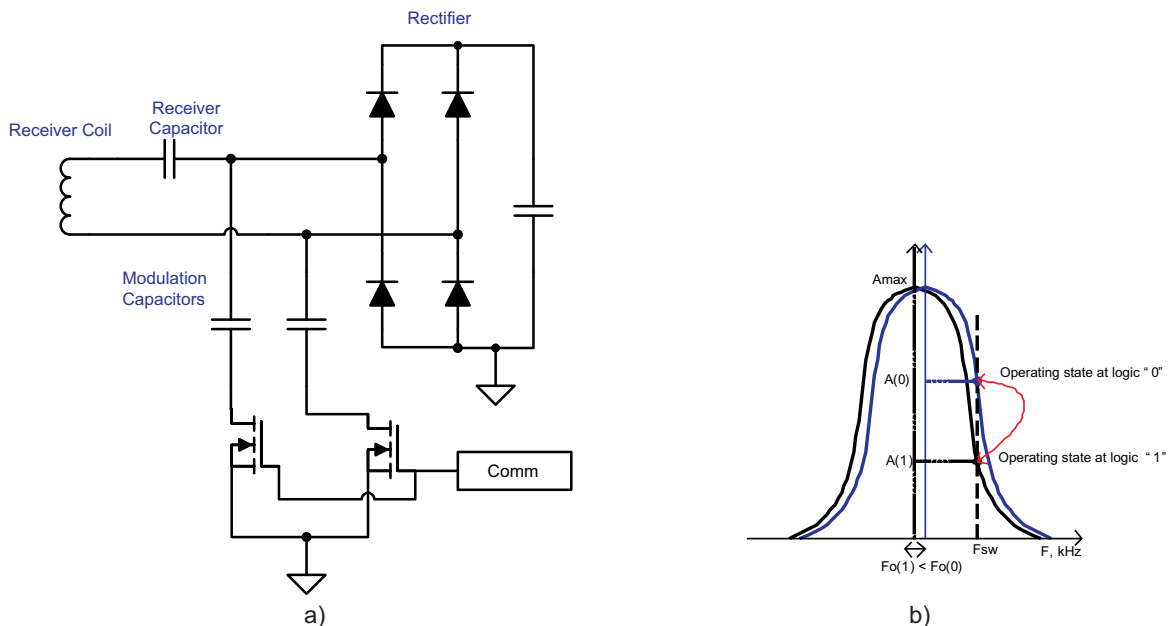 Rectifier
Receiver
Capacitor
Receiver Coil
Modulation
Capacitors
Comm
a)
Amax
A(0)
Operating state at logic “ 0”
A(1)
Operating state at logic “ 1”
Fsw
F, kHz
Fo(1) < Fo(0)
b)